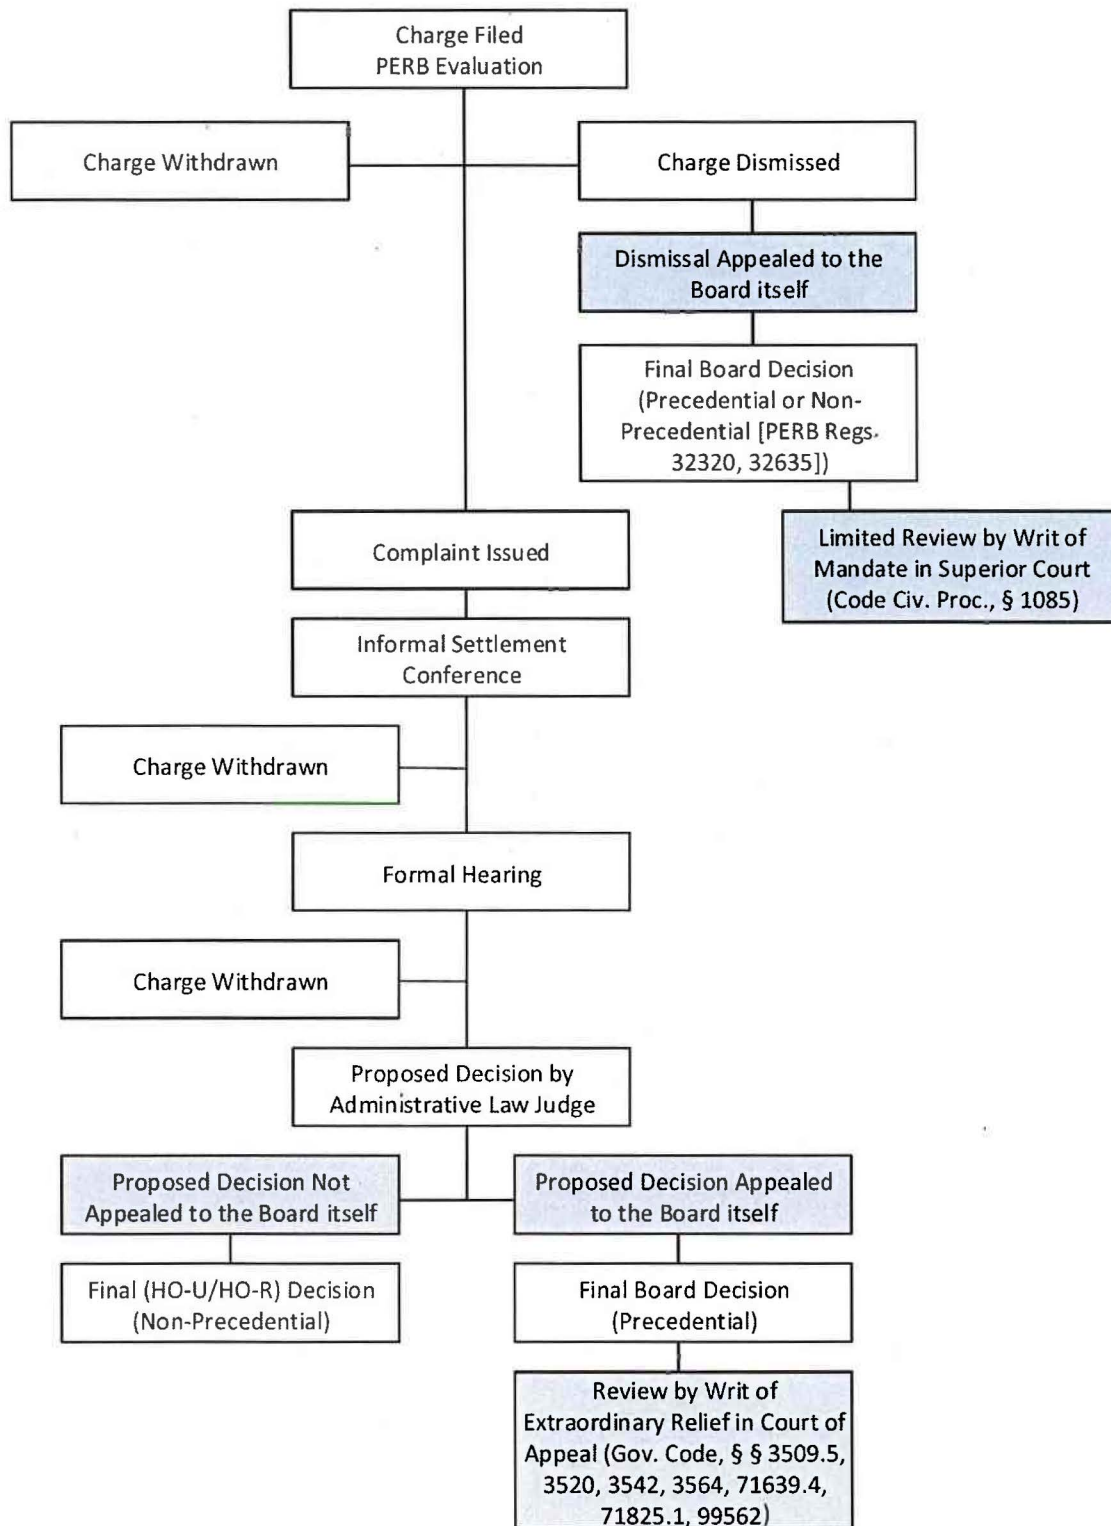 Charge Filed
PERB Evaluation
Charge Withdrawn
Charge Dismissed
Dismissal Appealed to the
Board itself
Final Board Decision
(Precedential or Non-
Precedential [PERB Regs.
32320, 32635])
Limited Review by Writ of
Mandate in Superior Court
(Code Civ. Proc., § 1085)
Complaint Issued
Informal Settlement
Conference
Charge Withdrawn
Formal Hearing
Charge Withdrawn
Proposed Decision by
Administrative Law Judge
Proposed Decision Not
Appealed to the Board itself
Proposed Decision Appealed
to the Board itself
Final (HO-U/HO-R) Decision
(Non-Precedential)
Final Board Decision
(Precedential)
Review by Writ of
Extraordinary Relief in Court of
Appeal (Gov. Code, § § 3509.5,
3520, 3542, 3564, 71639.4,
71825.1, 99562)